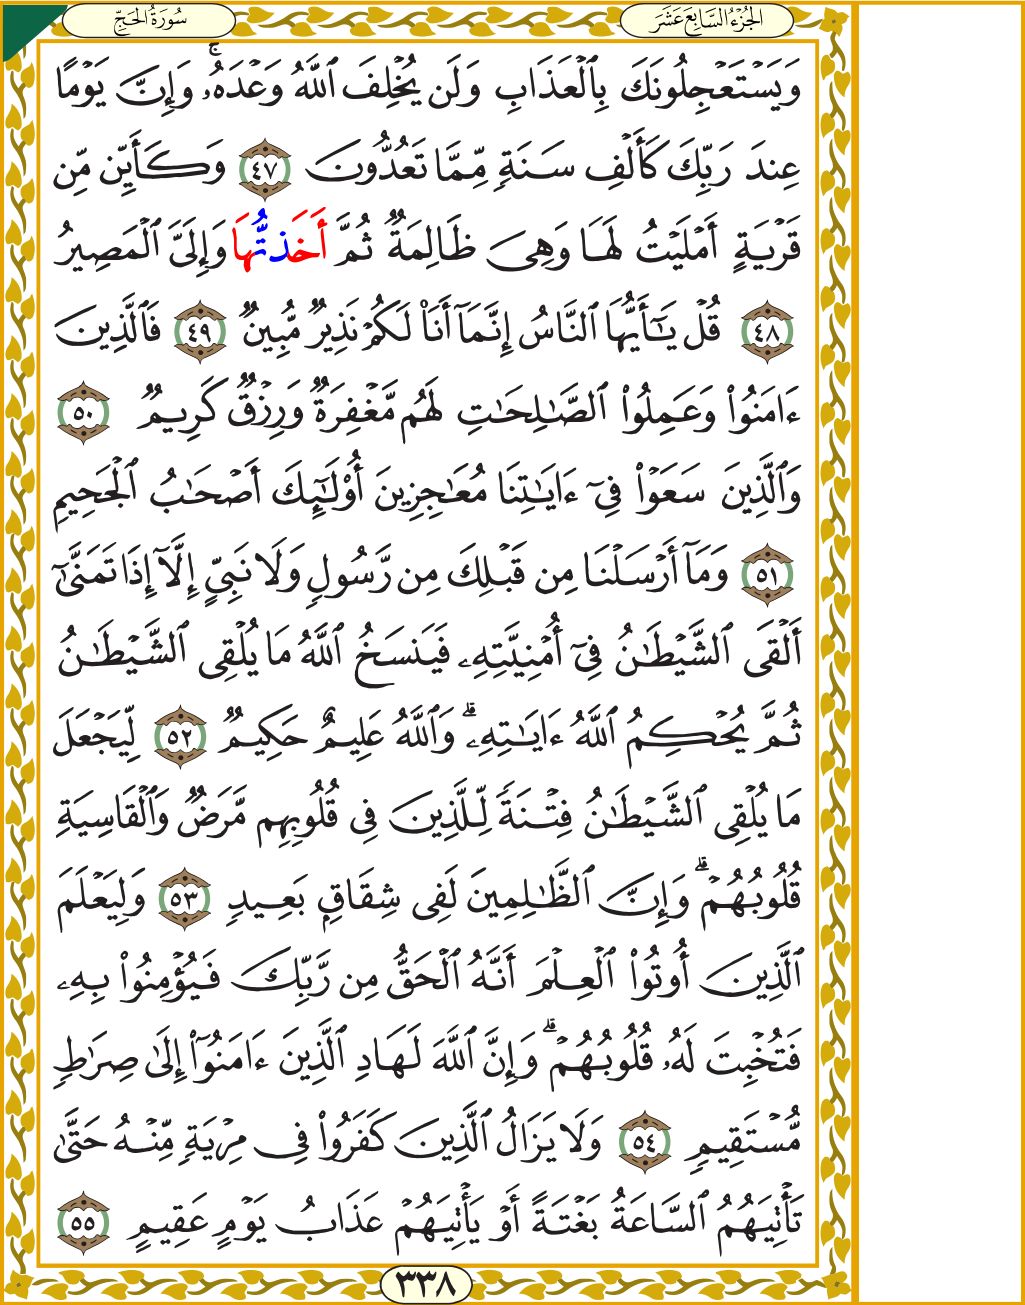 الجُزْءُ السَّابِعَ عَشَرَ
سُورَةُ الحَجِّ
وَيَسْتَعْجِلُونَكَ بِٱلْعَذَابِ وَلَن يُخْلِفَ ٱللَّهُ وَعْدَهُۥۚ وَإِنَّ يَوْمًا
عِندَ رَبِّكَ كَأَلْفِ سَنَةٍ مِّمَّا تَعُدُّونَ ٤٧ وَكَأَيِّن مِّن
قَرْيَةٍ أَمْلَيْتُ لَهَا وَهِىَ ظَالِمَةٌ ثُمَّ أَخَذتُّهَا وَإِلَىَّ ٱلْمَصِيرُ
٤٨ قُلْ يَـٰٓأَيُّهَا ٱلنَّاسُ إِنَّمَآ أَنَا۠ لَكُمْ نَذِيرٌ مُّبِينٌ ٤٩ فَٱلَّذِينَ
ءَامَنُوا۟ وَعَمِلُوا۟ ٱلصَّـٰلِحَـٰتِ لَهُم مَّغْفِرَةٌ وَرِزْقٌ كَرِيمٌ ٥٠
وَٱلَّذِينَ سَعَوْا۟ فِىٓ ءَايَـٰتِنَا مُعَـٰجِزِينَ أُو۟لَـٰٓئِكَ أَصْحَـٰبُ ٱلْجَحِيمِ
٥١ وَمَآ أَرْسَلْنَا مِن قَبْلِكَ مِن رَّسُولٍ وَلَا نَبِىٍّ إِلَّآ إِذَا تَمَنَّىٰٓ
أَلْقَى ٱلشَّيْطَـٰنُ فِىٓ أُمْنِيَّتِهِۦ فَيَنسَخُ ٱللَّهُ مَا يُلْقِى ٱلشَّيْطَـٰنُ
ثُمَّ يُحْكِمُ ٱللَّهُ ءَايَـٰتِهِۦۗ وَٱللَّهُ عَلِيمٌ حَكِيمٌ ٥٢ لِّيَجْعَلَ
مَا يُلْقِى ٱلشَّيْطَـٰنُ فِتْنَةً لِّلَّذِينَ فِى قُلُوبِهِم مَّرَضٌ وَٱلْقَاسِيَةِ
قُلُوبُهُمْۗ وَإِنَّ ٱلظَّـٰلِمِينَ لَفِى شِقَاقٍۭ بَعِيدٍ ٥٣ وَلِيَعْلَمَ
ٱلَّذِينَ أُوتُوا۟ ٱلْعِلْمَ أَنَّهُ ٱلْحَقُّ مِن رَّبِّكَ فَيُؤْمِنُوا۟ بِهِۦ
فَتُخْبِتَ لَهُۥ قُلُوبُهُمْۗ وَإِنَّ ٱللَّهَ لَهَادِ ٱلَّذِينَ ءَامَنُوٓا۟ إِلَىٰ صِرَٰطٍ
مُّسْتَقِيمٍ ٥٤ وَلَا يَزَالُ ٱلَّذِينَ كَفَرُوا۟ فِى مِرْيَةٍ مِّنْهُ حَتَّىٰ
تَأْتِيَهُمُ ٱلسَّاعَةُ بَغْتَةً أَوْ يَأْتِيَهُمْ عَذَابُ يَوْمٍ عَقِيمٍ ٥٥
٣٣٨